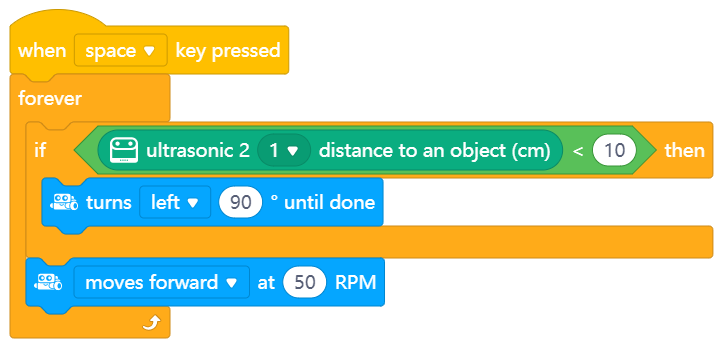 when space key pressed
forever
if ultrasonic 2 1 distance to an object (cm) < 10 then
turns left 90 ° until done
moves forward at 50 RPM